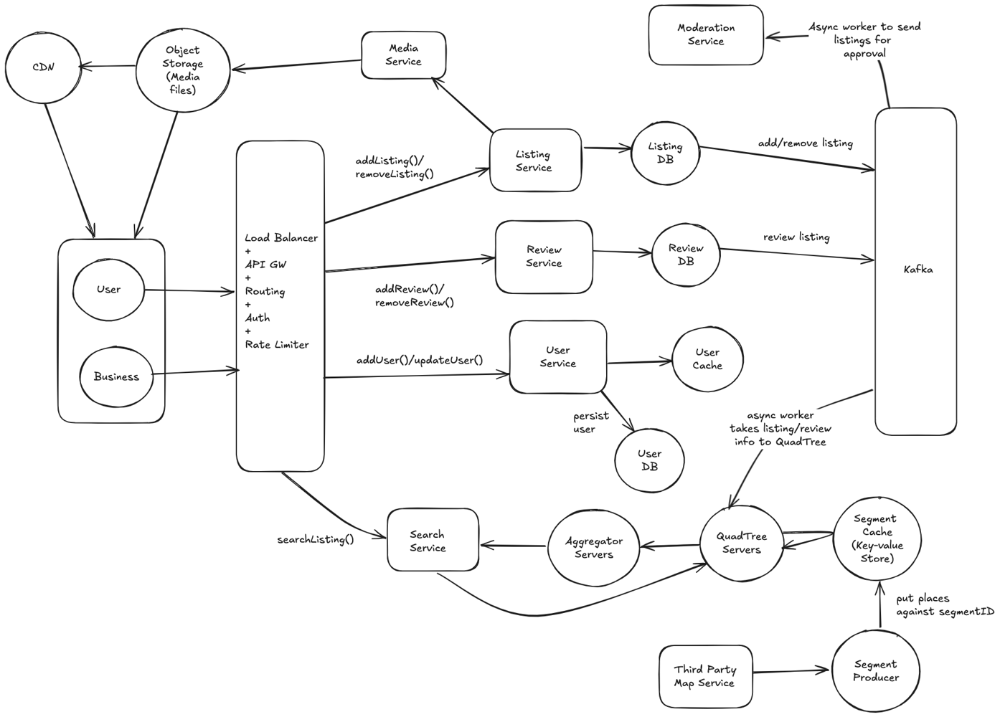 Moderation
Service
Async worker to send
listings for
approval
CDN
Object
Storage
(Media
files)
Media
Service
addListing()/
removeListing()
Listing
Service
Listing
DB
add/remove listing
Load Balancer
+
API GW
+
Routing
+
Auth
+
Rate Limiter
User
Business
addReview()/
removeReview()
Review
Service
Review
DB
review listing
Kafka
addUser()/updateUser()
User
Service
User
Cache
persist
user
User
DB
async worker
takes listing/review
info to QuadTree
searchListing()
Search
Service
Aggregator
Servers
QuadTree
Servers
Segment
Cache
(Key-value
Store)
put places
against segmentID
Third Party
Map Service
Segment
Producer